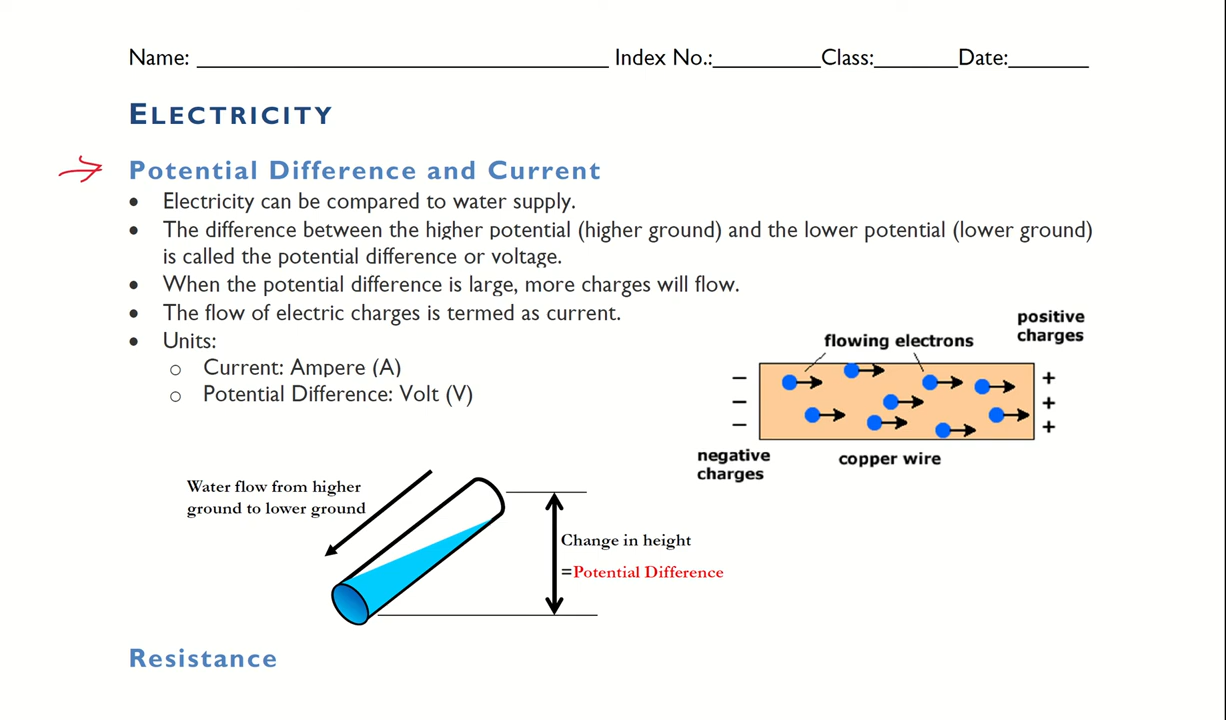 Name: ________________ Index No.:________ Class:______ Date:______
ELECTRICITY
Potential Difference and Current
• Electricity can be compared to water supply.
• The difference between the higher potential (higher ground) and the lower potential (lower ground)
is called the potential difference or voltage.
• When the potential difference is large, more charges will flow.
• The flow of electric charges is termed as current.
• Units:
o Current: Ampere (A)
o Potential Difference: Volt (V)
positive
charges
flowing electrons
− +
− +
− +
negative
charges
copper wire
Water flow from higher
ground to lower ground
Change in height
=Potential Difference
Resistance